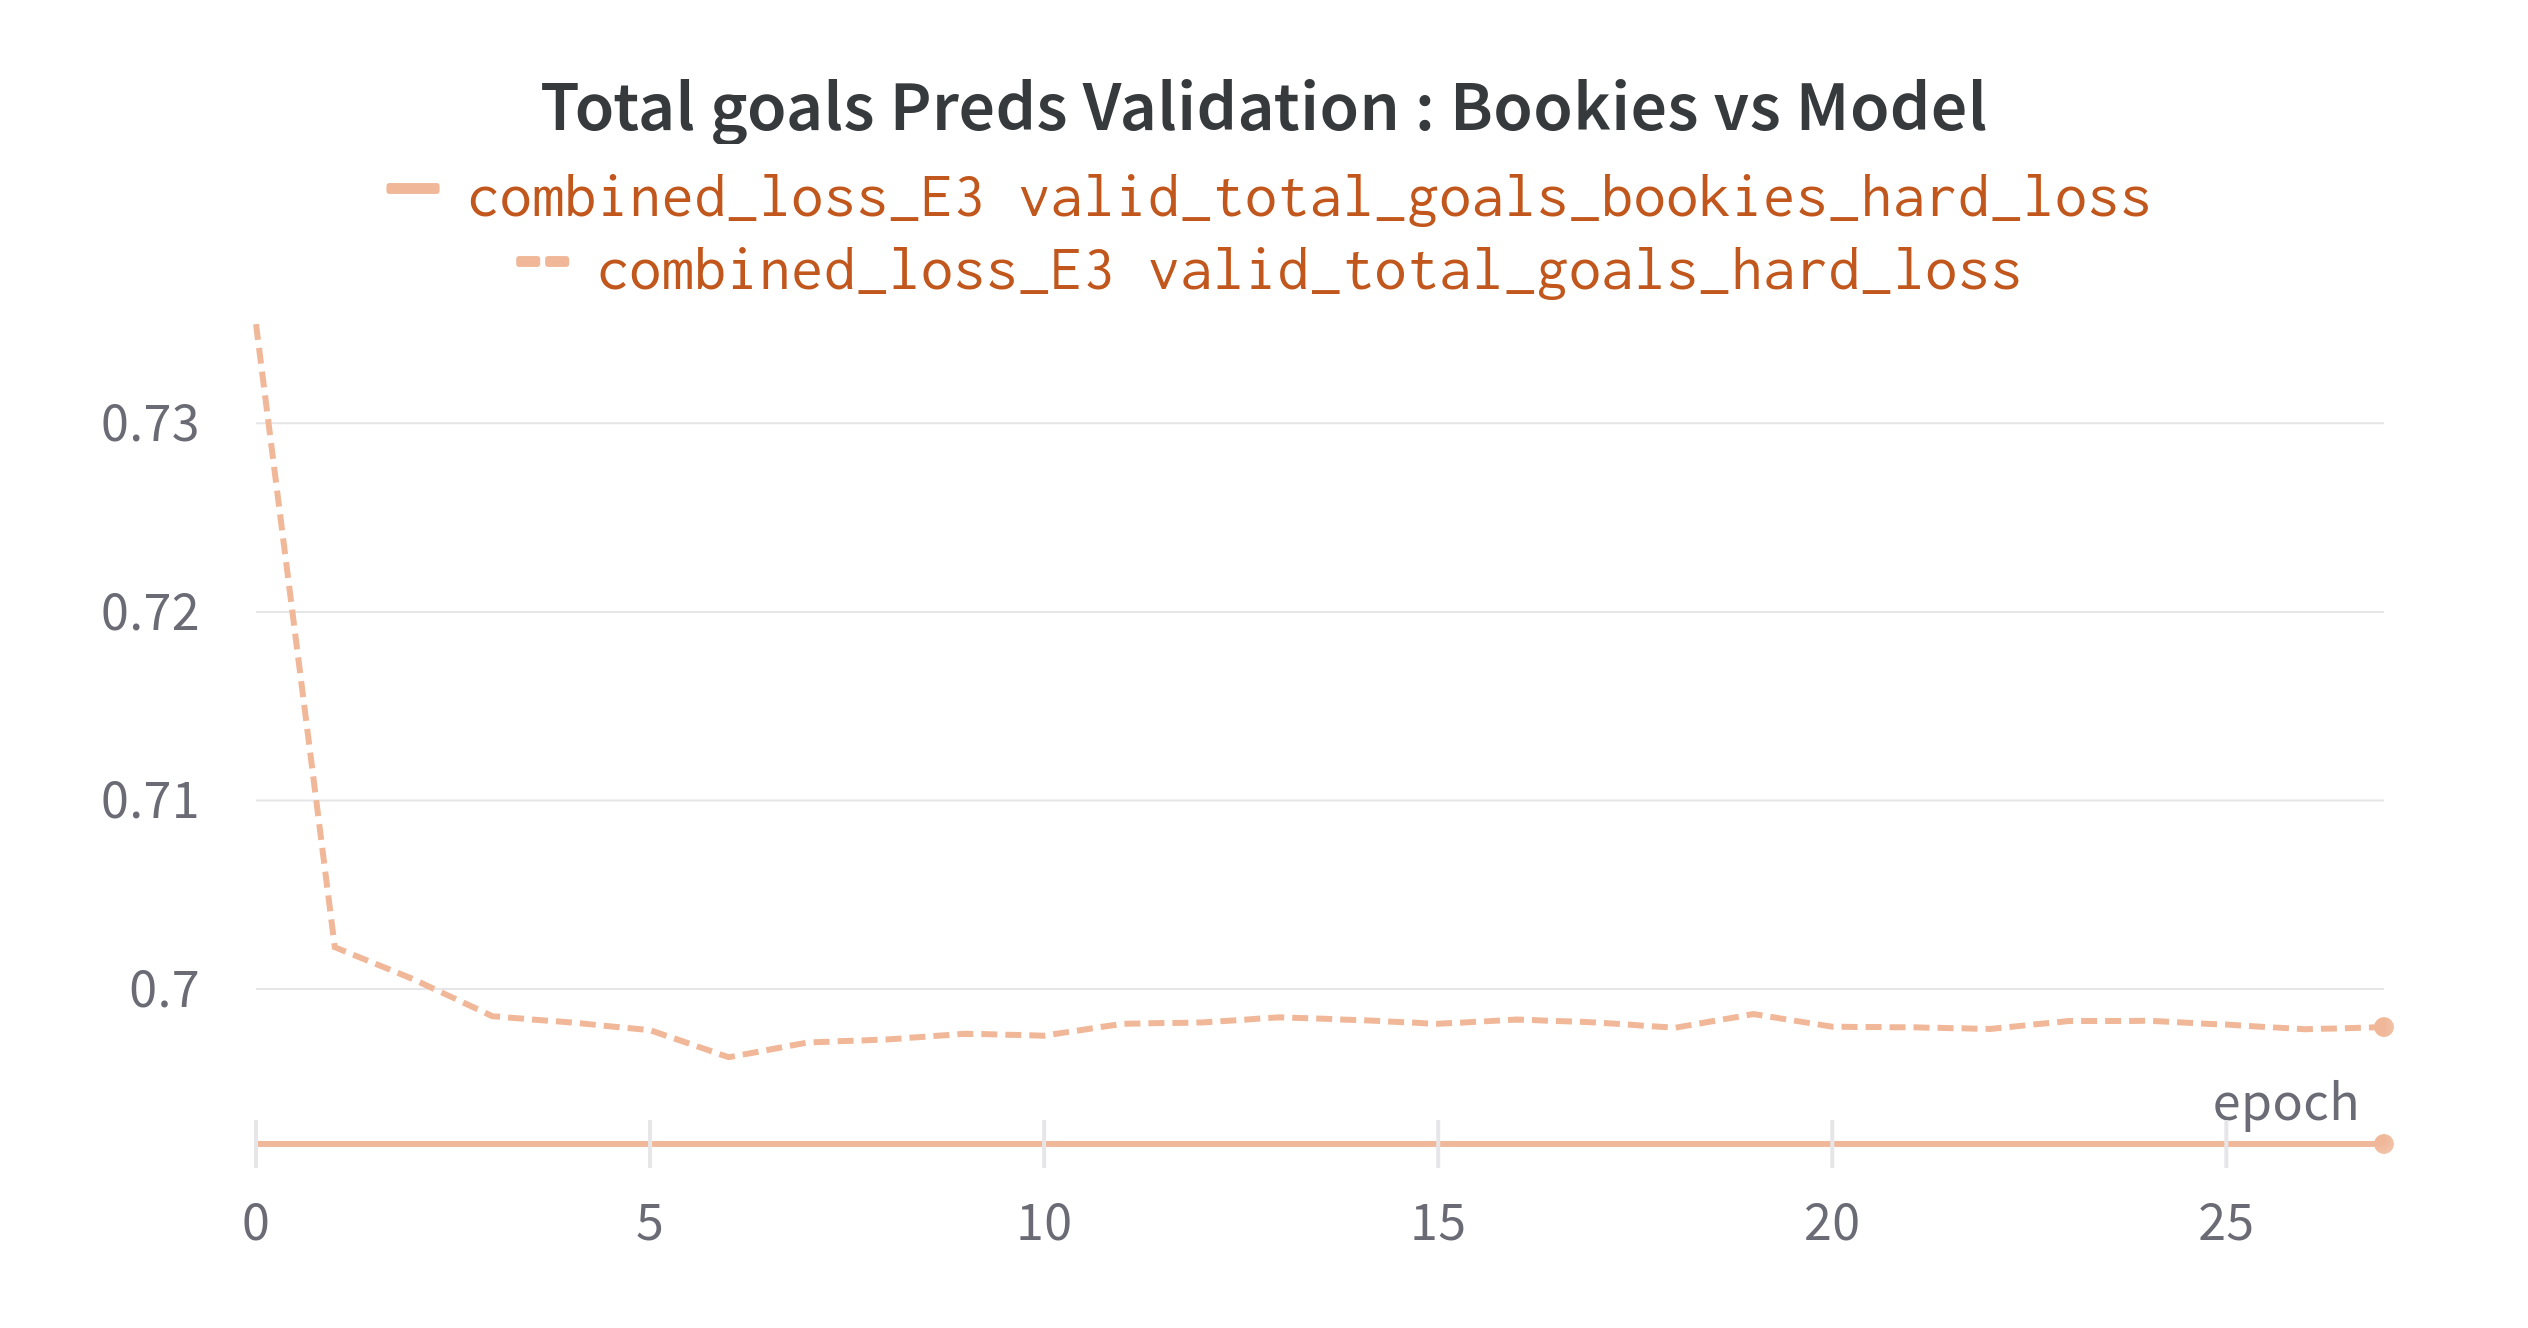 Total goals Preds Validation : Bookies vs Model
combined_loss_E3 valid_total_goals_bookies_hard_loss
combined_loss_E3 valid_total_goals_hard_loss
0.73
0.72
0.71
0.7
epoch
0 5 10 15 20 25